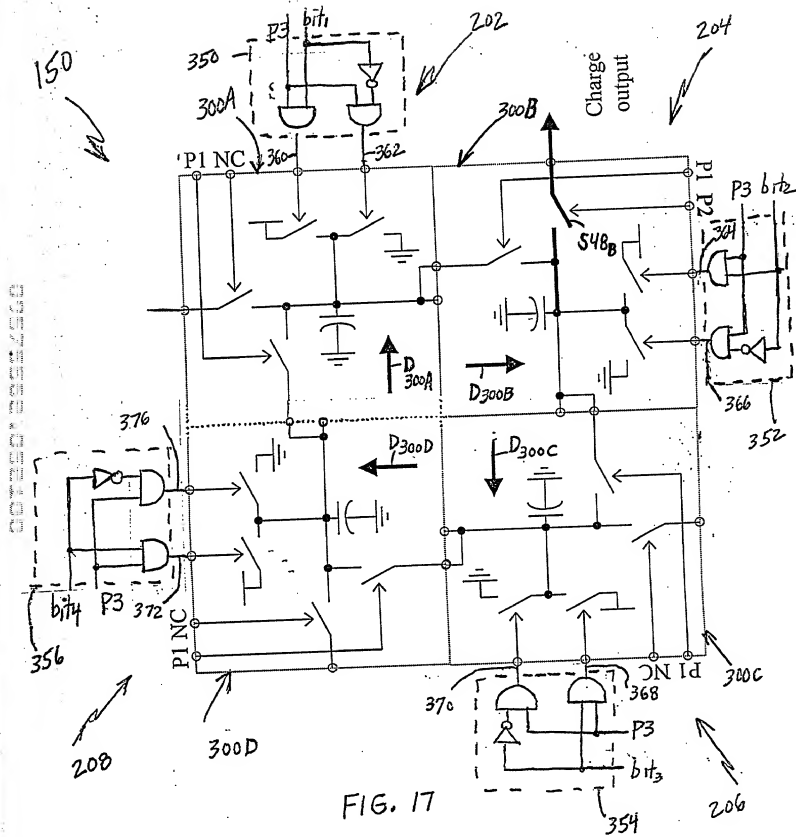 P3 bit1
202
204
350
150
300A
Charge output
300B
P1 NC
360
362
P1
P2
P3 bit2
364
S48B
D300A
D300B
366
352
376
D300D
D300C
bit4 P3
372
356
P1 NC
370
368
P1 NC
300C
208
300D
P3
bit3
FIG. 17
354
206